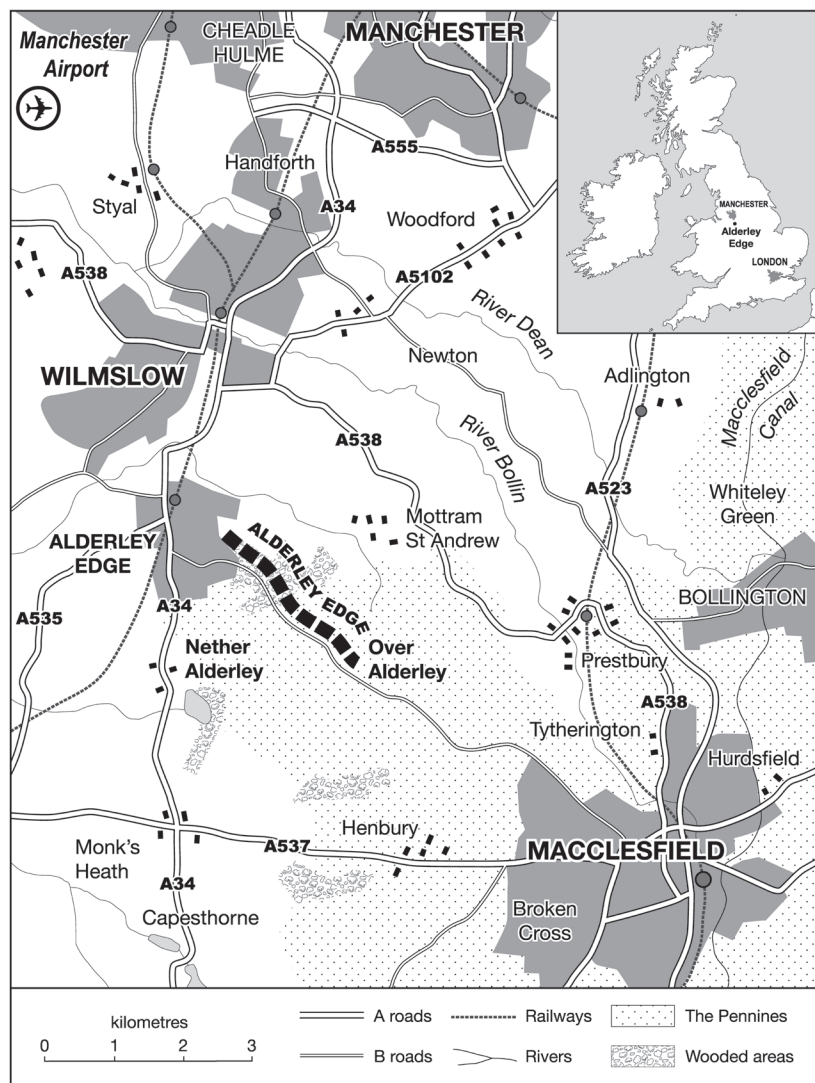 Manchester
Airport
CHEADLE
HULME
MANCHESTER
A555
Handforth
Styal
A34
Woodford
A538
A5102
River Dean
WILMSLOW
Newton
Adlington
Macclesfield
Canal
A538
River Bollin
A523
Whiteley
Green
Mottram
St Andrew
ALDERLEY
EDGE
ALDERLEY EDGE
A535
A34
BOLLINGTON
Nether
Alderley
Over
Alderley
Prestbury
A538
Tytherington
Hurdsfield
Monk's
Heath
A537
Henbury
MACCLESFIELD
A34
Capesthorne
Broken
Cross
MANCHESTER
Alderley
Edge
LONDON
kilometres
0 1 2 3
A roads
B roads
Railways
Rivers
The Pennines
Wooded areas